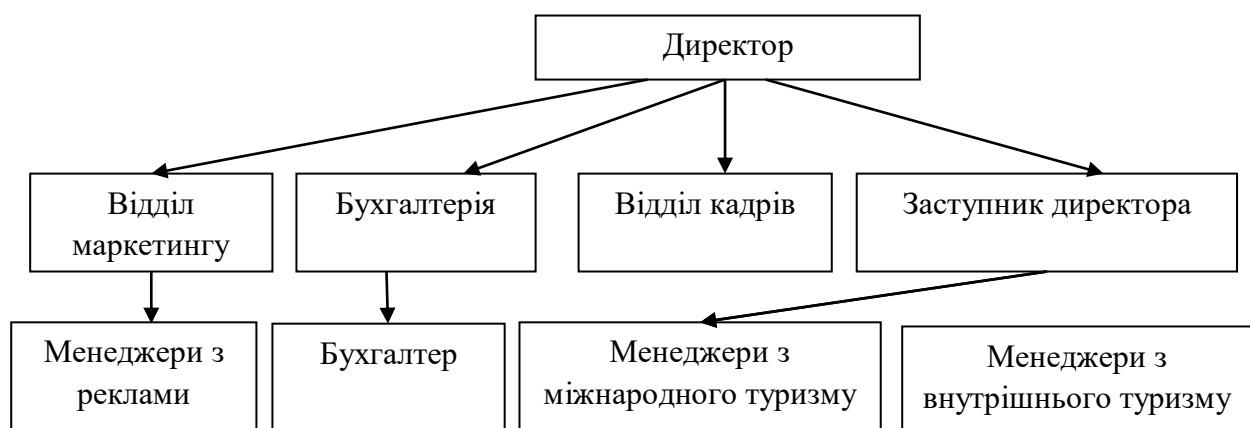 Директор
Відділ
маркетингу
Бухгалтерія
Відділ кадрів
Заступник директора
Менеджери з
реклами
Бухгалтер
Менеджери з
міжнародного туризму
Менеджери з
внутрішнього туризму